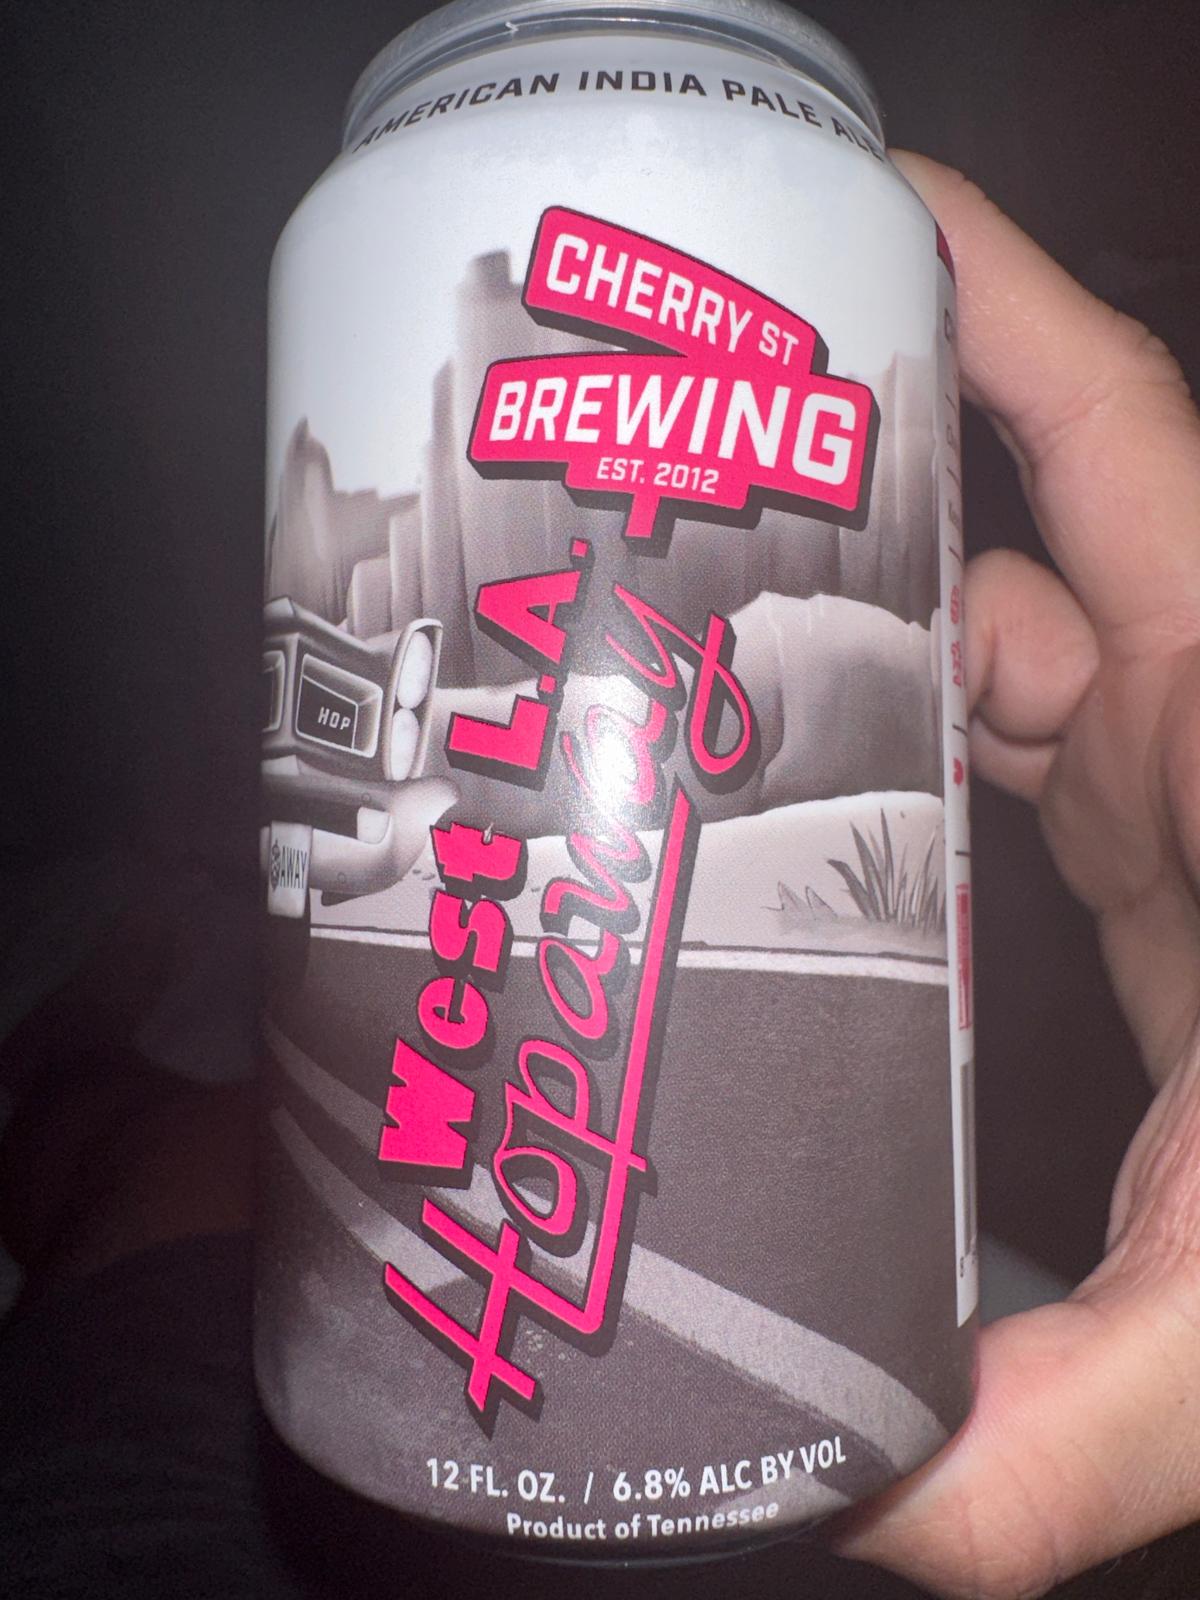 AMERICAN INDIA PALE ALE
CHERRY ST
BREWING
EST. 2012
West L.A.
Hopaway
HOP
AWAY
12 FL. OZ. / 6.8% ALC BY VOL
Product of Tennessee